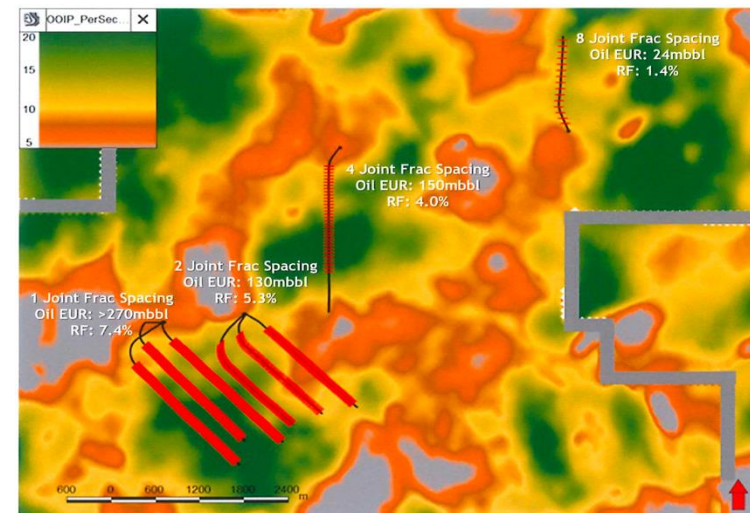 OOIP_PerSec...
20
15
10
5
8 Joint Frac Spacing
Oil EUR: 24mbbl
RF: 1.4%
4 Joint Frac Spacing
Oil EUR: 150mbbl
RF: 4.0%
2 Joint Frac Spacing
Oil EUR: 130mbbl
RF: 5.3%
1 Joint Frac Spacing
Oil EUR: >270mbbl
RF: 7.4%
600 0 600 1200 1800 2400 m